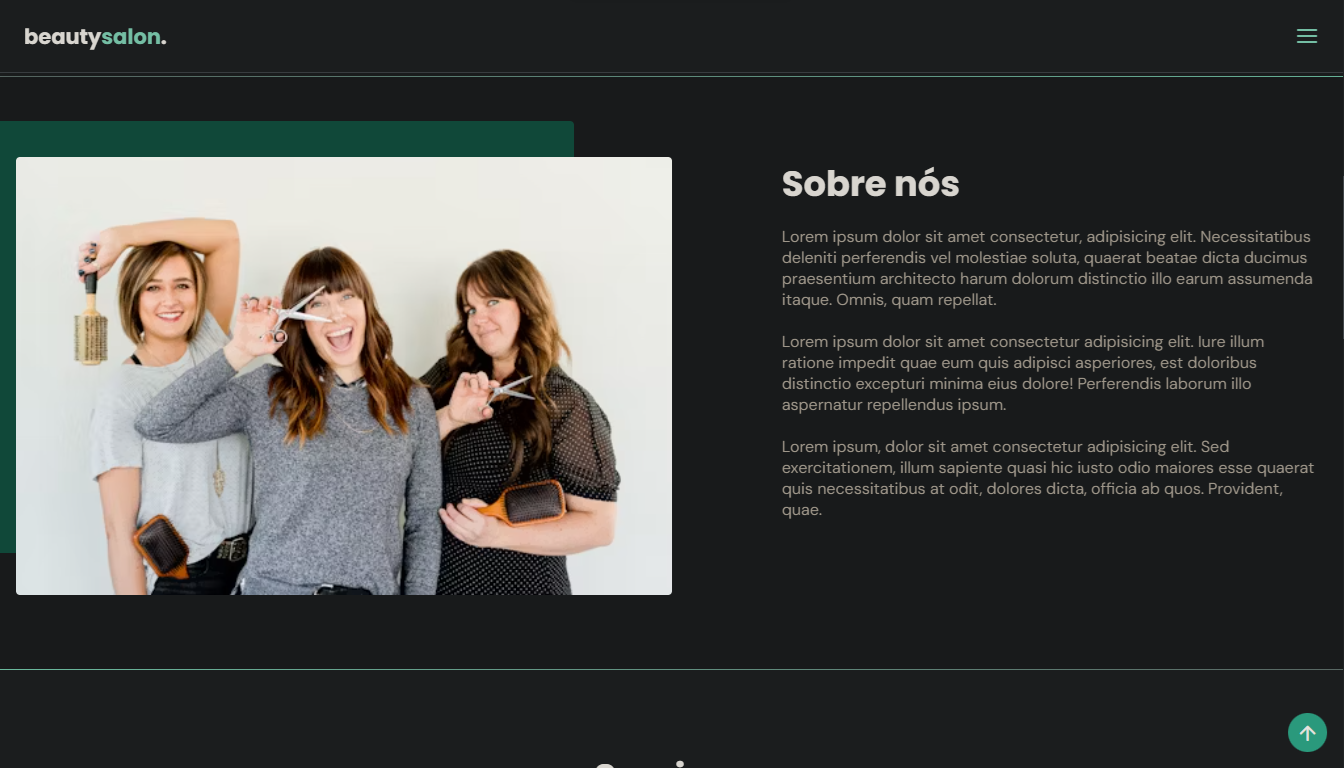 beautysalon.
Sobre nós
Lorem ipsum dolor sit amet consectetur, adipisicing elit. Necessitatibus
deleniti perferendis vel molestiae soluta, quaerat beatae dicta ducimus
praesentium architecto harum dolorum distinctio illo earum assumenda
itaque. Omnis, quam repellat.
Lorem ipsum dolor sit amet consectetur adipisicing elit. Iure illum
ratione impedit quae eum quis adipisci asperiores, est doloribus
distinctio excepturi minima eius dolore! Perferendis laborum illo
aspernatur repellendus ipsum.
Lorem ipsum, dolor sit amet consectetur adipisicing elit. Sed
exercitationem, illum sapiente quasi hic iusto odio maiores esse quaerat
quis necessitatibus at odit, dolores dicta, officia ab quos. Provident,
quae.